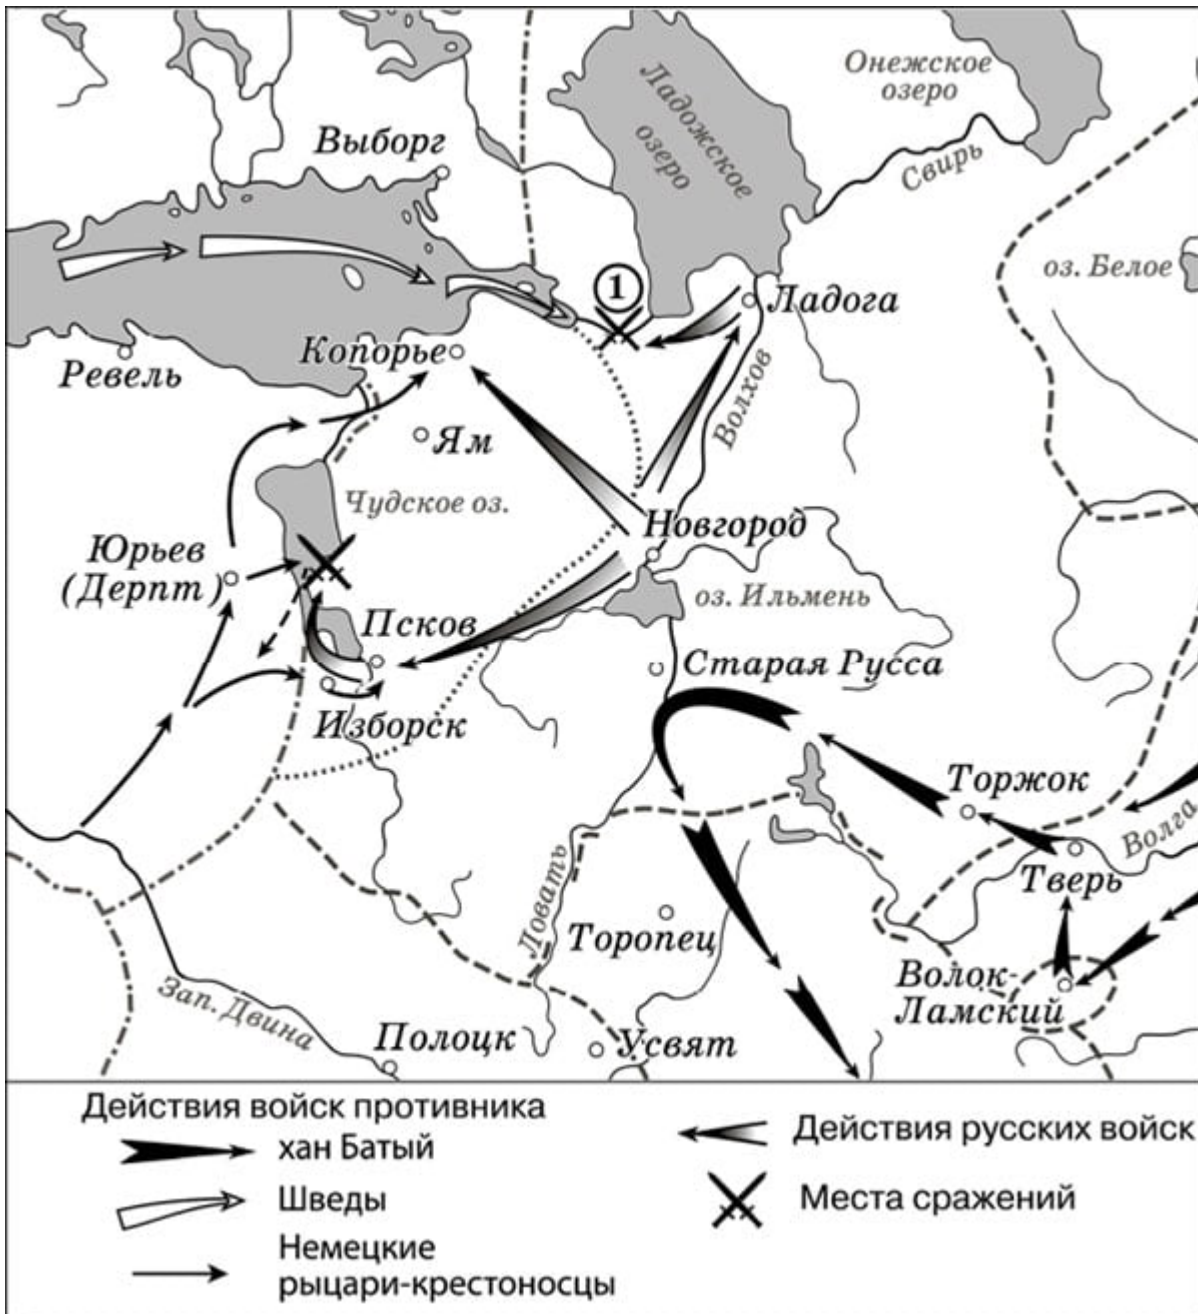 Онежское
озеро
Ладожское
озеро
Выборг
Свирь
оз. Белое
1
Ладога
Копорье
Ревель
Волхов
Ям
Чудское оз.
Новгород
Юрьев
(Дерпт)
оз. Ильмень
Псков
Старая Русса
Изборск
Торжок
Волга
Тверь
Ловать
Торопец
Волок-
Ламский
Зап. Двина
Полоцк
Усвят
Действия войск противника
хан Батый
Шведы
Немецкие
рыцари-крестоносцы
Действия русских войск
Места сражений